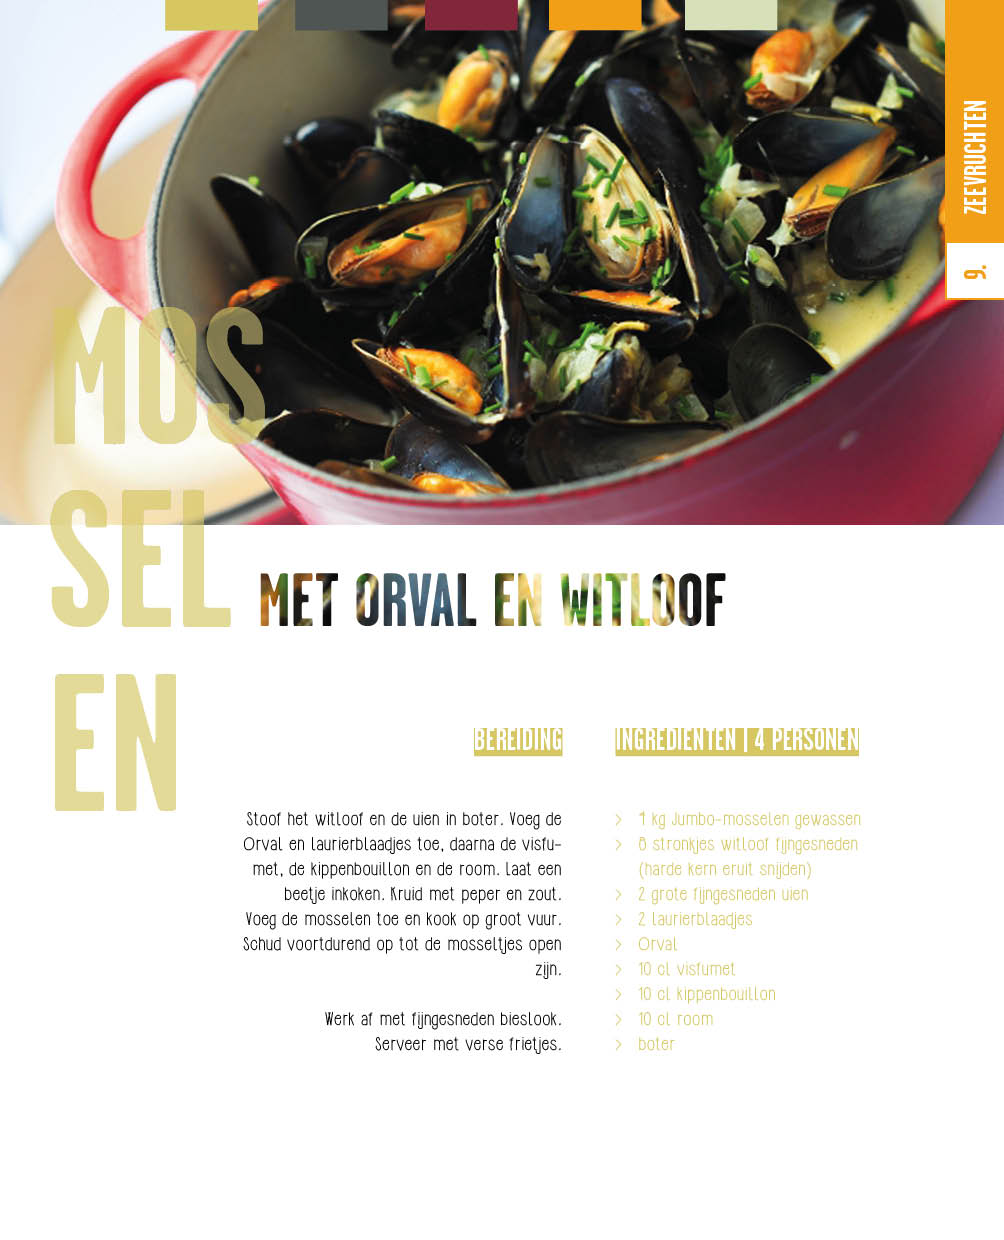 ZEEVRUCHTEN
9.
MOS
SEL
EN
MET ORVAL EN WITLOOF
BEREIDING
Stoof het witloof en de uien in boter. Voeg de
Orval en laurierblaadjes toe, daarna de visfu-
met, de kippenbouillon en de room. Laat een
beetje inkoken. Kruid met peper en zout.
Voeg de mosselen toe en kook op groot vuur.
Schud voortdurend op tot de mosseltjes open
zijn.
Werk af met fijngesneden bieslook.
Serveer met verse frietjes.
INGREDIENTEN | 4 PERSONEN
> 1 kg Jumbo-mosselen gewassen
> 8 stronkjes witloof fijngesneden
(harde kern eruit snijden)
> 2 grote fijngesneden uien
> 2 laurierblaadjes
> Orval
> 10 cl visfumet
> 10 cl kippenbouillon
> 10 cl room
> boter